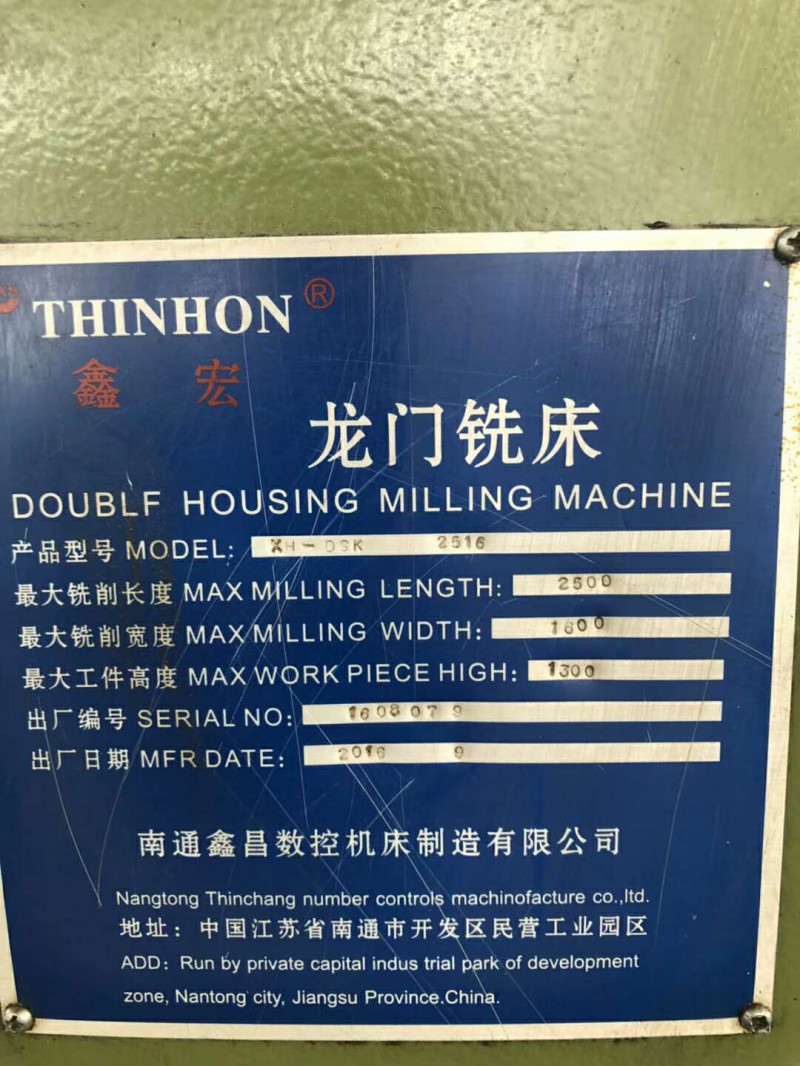 THINHON ®
鑫 宏
龙门铣床
DOUBLF HOUSING MILLING MACHINE
产品型号 MODEL: XH-DSK 2516
最大铣削长度 MAX MILLING LENGTH: 2500
最大铣削宽度 MAX MILLING WIDTH: 1600
最大工件高度 MAX WORK PIECE HIGH: 1300
出厂编号 SERIAL NO: 1608079
出厂日期 MFR DATE: 2016 9
南通鑫昌数控机床制造有限公司
Nangtong Thinchang number controls machinofacture co.,ltd.
地址：中国江苏省南通市开发区民营工业园区
ADD: Run by private capital indus trial park of development
zone, Nantong city, Jiangsu Province.China.